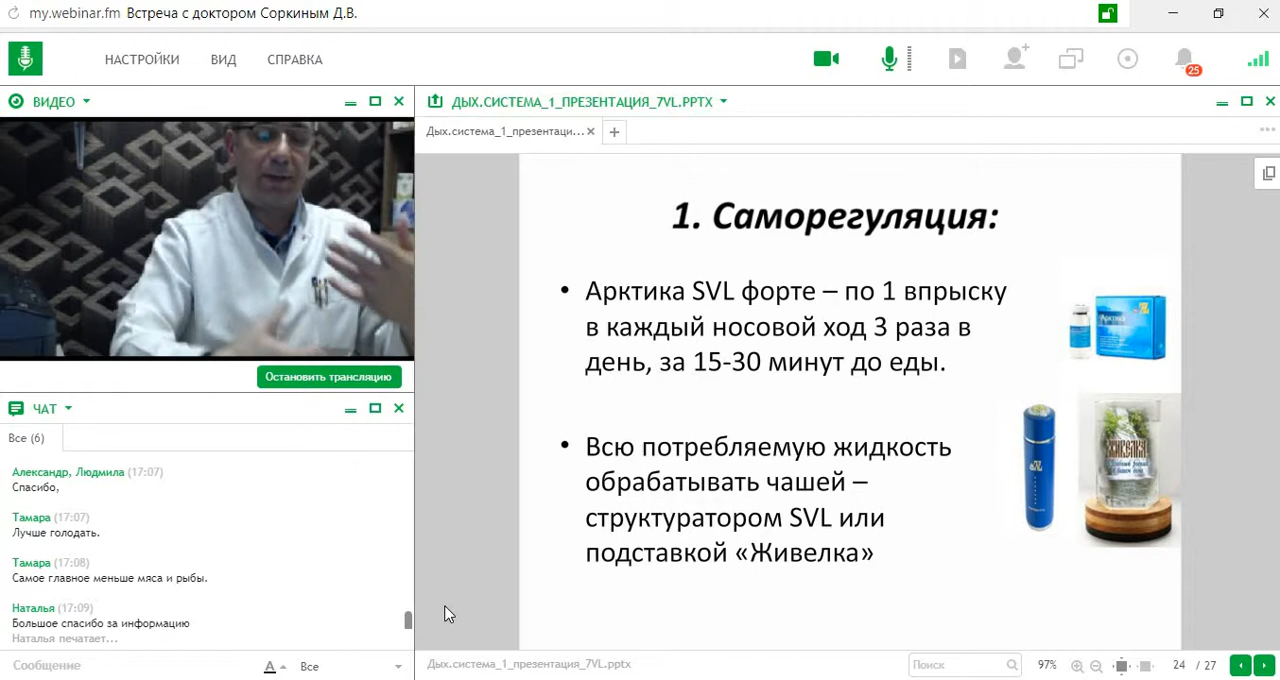 my.webinar.fm Встреча с доктором Соркиным Д.В.
НАСТРОЙКИ ВИД СПРАВКА
25
ВИДЕО
Остановить трансляцию
ЧАТ
Все (6)
Александр, Людмила (17:07)
Спасибо,
Тамара (17:07)
Лучше голодать.
Тамара (17:08)
Самое главное меньше мяса и рыбы.
Наталья (17:09)
Большое спасибо за информацию
Наталья печатает...
Сообщение
А
Все
ДЫХ.СИСТЕМА_1_ПРЕЗЕНТАЦИЯ_7VL.PPTX
Дых.система_1_презентаци...
1. Саморегуляция:
• Арктика SVL форте – по 1 впрыску
в каждый носовой ход 3 раза в
день, за 15-30 минут до еды.
• Всю потребляемую жидкость
обрабатывать чашей –
структуратором SVL или
подставкой «Живелка»
Арктика
Живелка
Дых.система_1_презентация_7VL.pptx
Поиск
97%
24 / 27